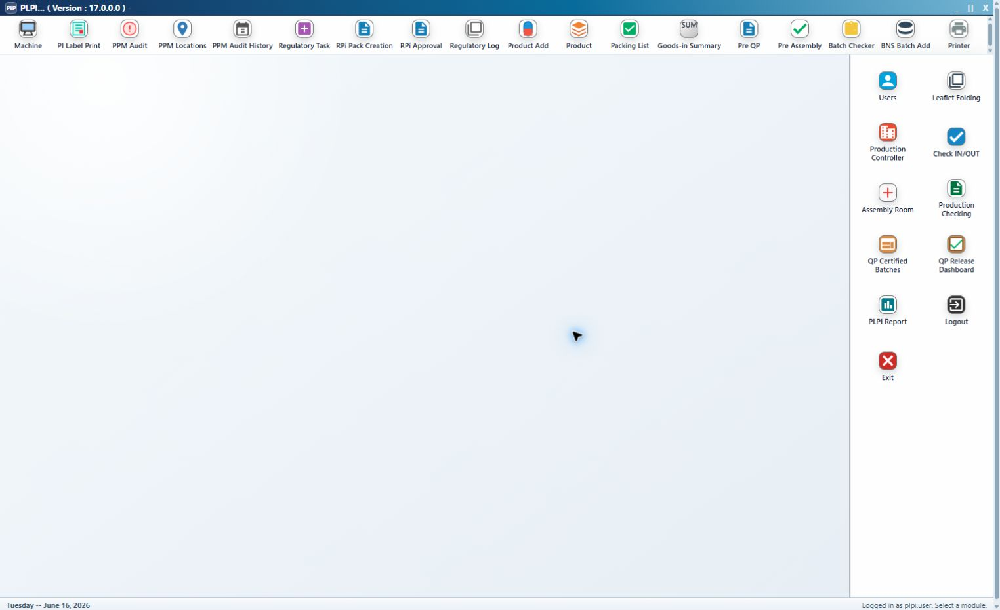 PiP PLPI... ( Version : 17.0.0.0 ) -
_ [] X
SUM
Machine PI Label Print PPM Audit PPM Locations PPM Audit History Regulatory Task RPi Pack Creation RPi Approval Regulatory Log Product Add Product Packing List Goods-in Summary Pre QP Pre Assembly Batch Checker BNS Batch Add Printer
Users Leaflet Folding
Production
Controller
Check IN/OUT
Assembly Room
Production
Checking
QP Certified
Batches
QP Release
Dashboard
PLPI Report Logout
Exit
Tuesday -- June 16, 2026
Logged in as plpi.user. Select a module.